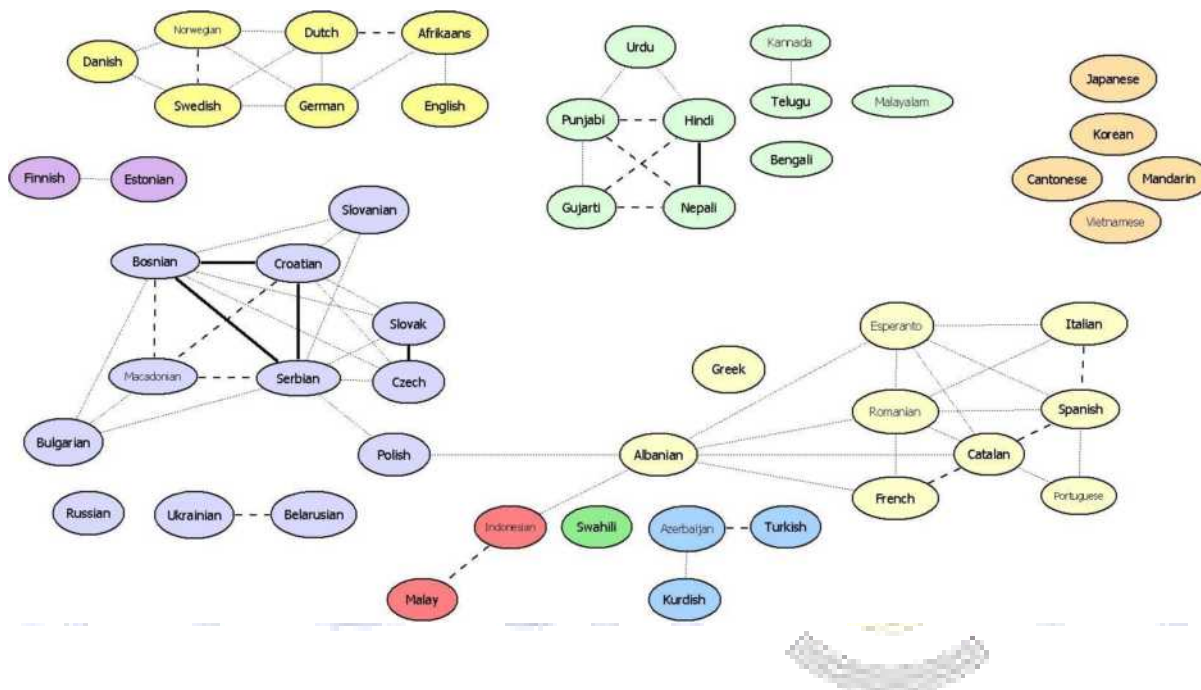 Norwegian
Dutch
Afrikaans
Danish
Swedish
German
English
Urdu
Kannada
Punjabi
Hindi
Telugu
Malayalam
Bengali
Gujarti
Nepali
Japanese
Korean
Cantonese
Mandarin
Vietnamese
Finnish
Estonian
Slovanian
Bosnian
Croatian
Slovak
Macadonian
Serbian
Czech
Bulgarian
Polish
Russian
Ukrainian
Belarusian
Greek
Esperanto
Italian
Romanian
Spanish
Albanian
Catalan
French
Portuguese
Indonesian
Swahili
Azerbaijan
Turkish
Malay
Kurdish